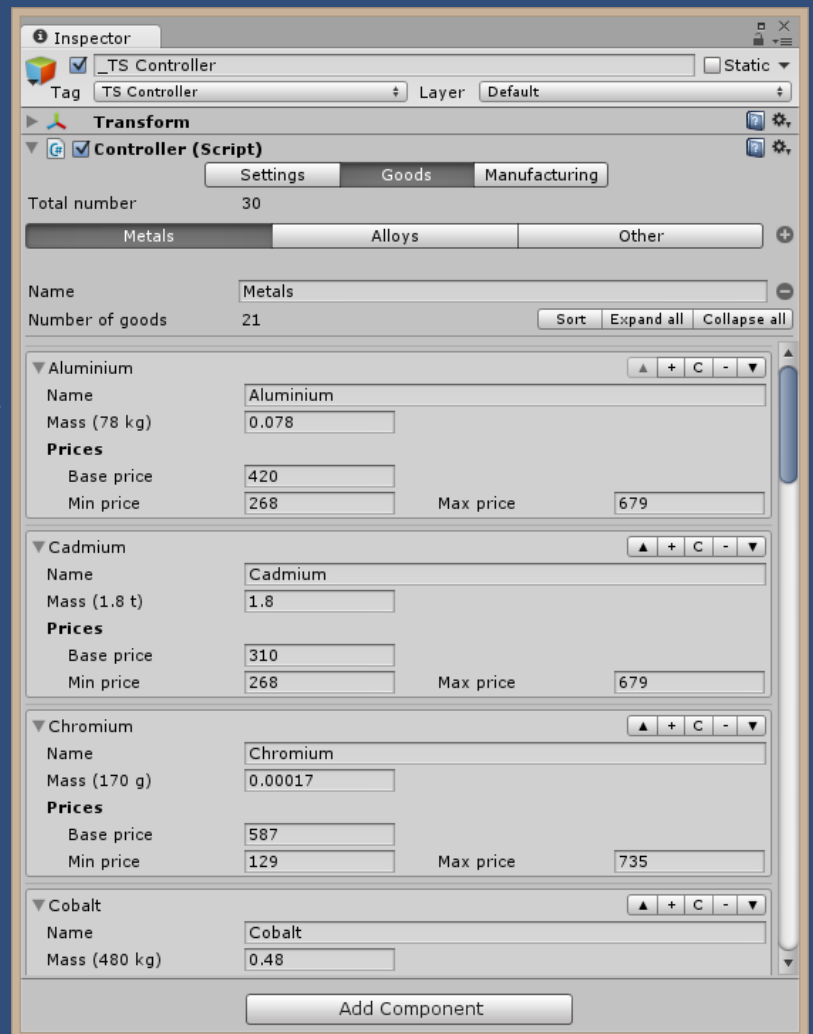 Inspector
_TS Controller Static
Tag TS Controller Layer Default
Transform
Controller (Script)
Settings Goods Manufacturing
Total number 30
Metals Alloys Other
Name Metals
Number of goods 21 Sort Expand all Collapse all
Aluminium + C -
Name Aluminium
Mass (78 kg) 0.078
Prices
Base price 420
Min price 268 Max price 679
Cadmium + C -
Name Cadmium
Mass (1.8 t) 1.8
Prices
Base price 310
Min price 268 Max price 679
Chromium + C -
Name Chromium
Mass (170 g) 0.00017
Prices
Base price 587
Min price 129 Max price 735
Cobalt + C -
Name Cobalt
Mass (480 kg) 0.48
Add Component